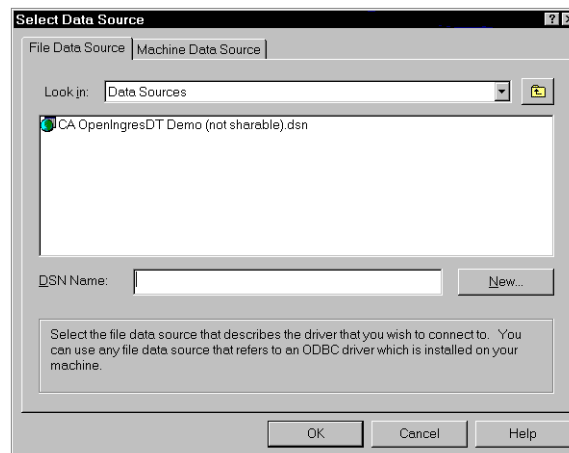 Select Data Source
File Data Source
Machine Data Source
Look in:
Data Sources
CA OpenIngresDT Demo (not sharable).dsn
DSN Name:
New...
Select the file data source that describes the driver that you wish to connect to. You
can use any file data source that refers to an ODBC driver which is installed on your
machine.
OK
Cancel
Help